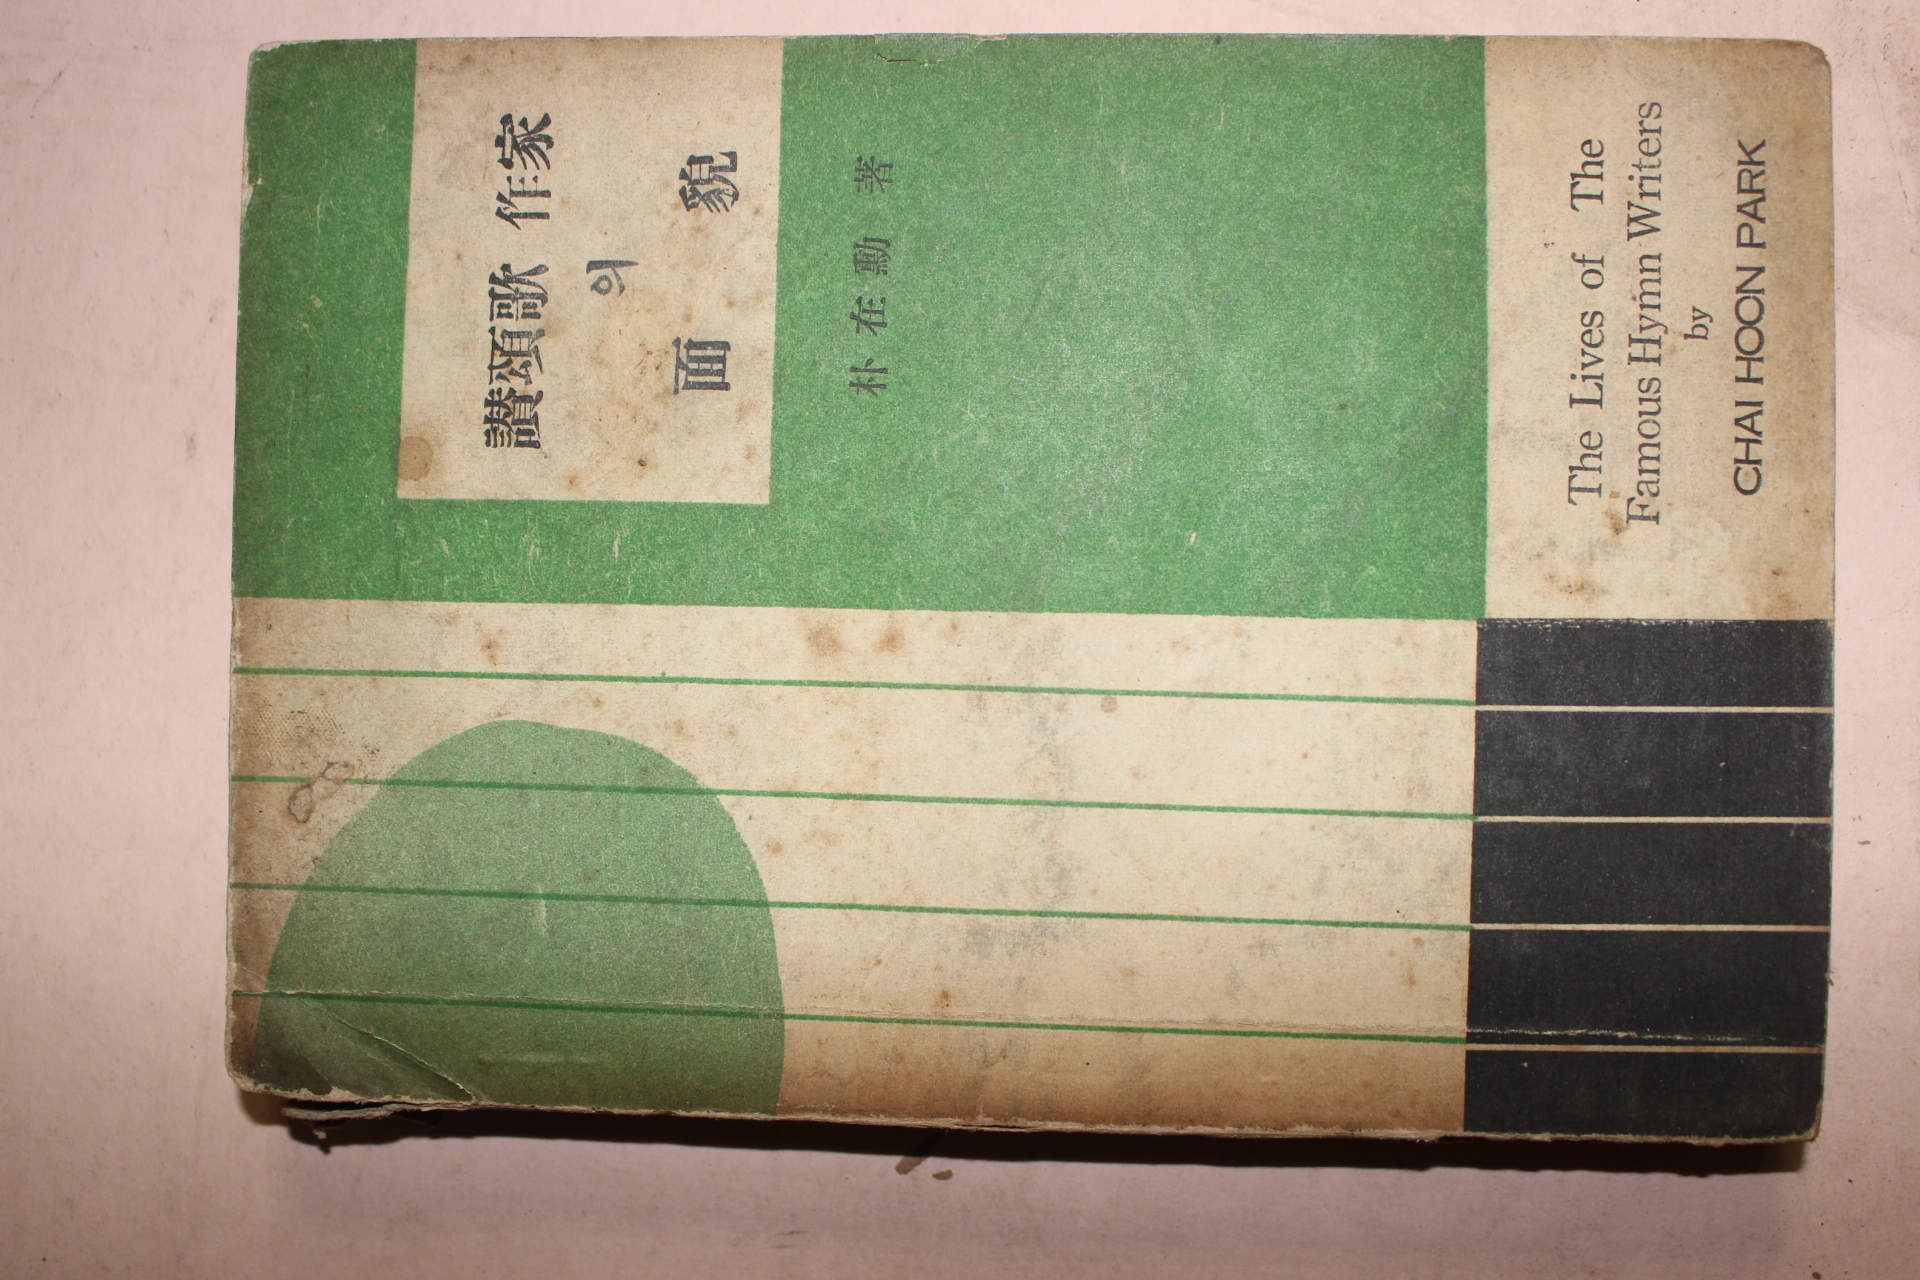 讚頌歌 作家
의
面 貌
朴在勳 著
The Lives of The
Famous Hymn Writers
by
CHAI HOON PARK